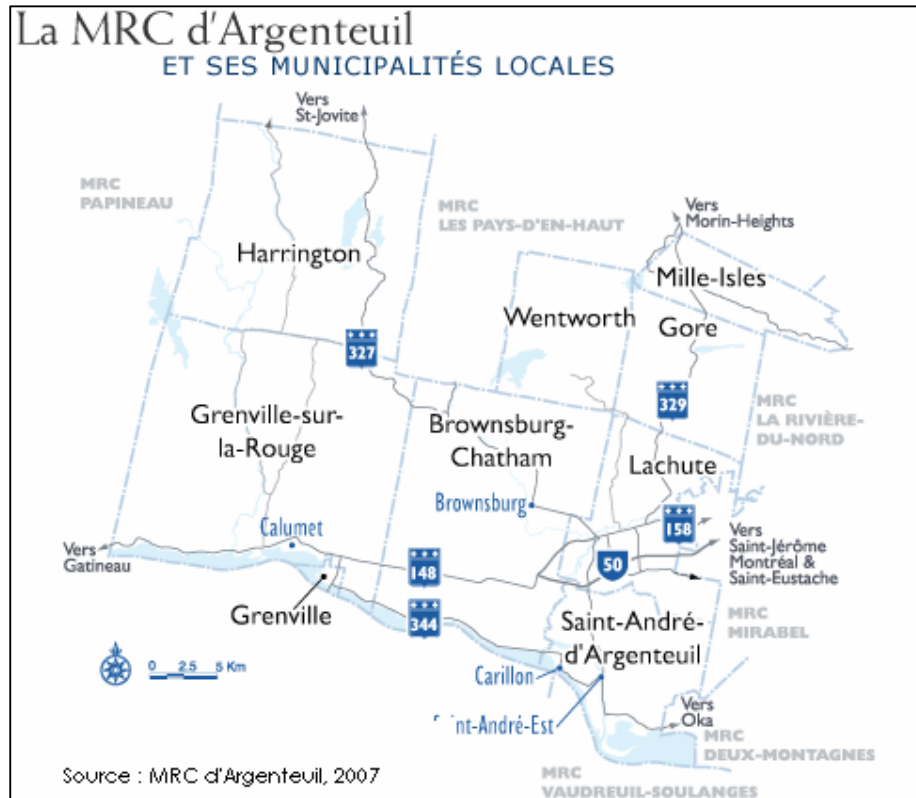 La MRC d'Argenteuil
ET SES MUNICIPALITÉS LOCALES
Vers
St-Jovite
MRC
PAPINEAU
MRC
LES PAYS-D'EN-HAUT
Vers
Morin-Heights
Harrington
Mille-Isles
Wentworth
Gore
327
329
MRC
LA RIVIÈRE-
DU-NORD
Grenville-sur-
la-Rouge
Brownsburg-
Chatham
Lachute
Brownsburg
158
Calumet
Vers
Gatineau
Vers
Saint-Jérôme
Montréal &
Saint-Eustache
50
148
Grenville
344
Saint-André-
d'Argenteuil
MRC
MIRABEL
0 2.5 5 Km
Carillon
int-André-Est
Vers
Oka
MRC
DEUX-MONTAGNES
Source : MRC d'Argenteuil, 2007
MRC
VAUDREUIL-SOULANGES